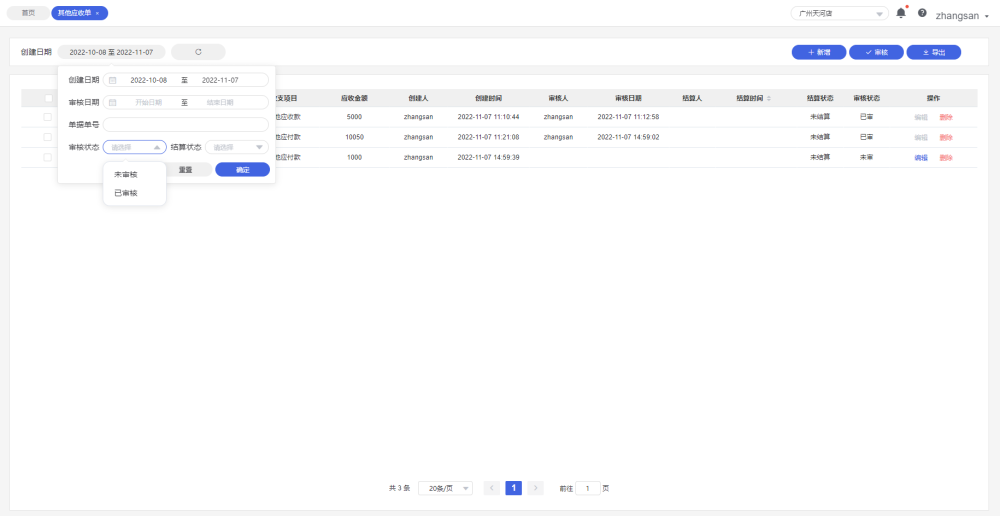 首页 其他应收单 广州天河店 zhangsan
创建日期 2022-10-08 至 2022-11-07 新增 审核 导出
创建日期 2022-10-08 至 2022-11-07
审核日期 开始日期 至 结束日期
单据单号
审核状态 请选择 结算状态 请选择
未审核
已审核
重置 确定
支项目 应收金额 创建人 创建时间 审核人 审核日期 结算人 结算时间 结算状态 审核状态 操作
他应收款 5000 zhangsan 2022-11-07 11:10:44 zhangsan 2022-11-07 11:12:58 未结算 已审 编辑 删除
他应付款 10050 zhangsan 2022-11-07 11:21:08 zhangsan 2022-11-07 14:59:02 未结算 已审 编辑 删除
他应付款 1000 zhangsan 2022-11-07 14:59:39 未结算 未审 编辑 删除
共 3 条 20条/页 1 前往 1 页